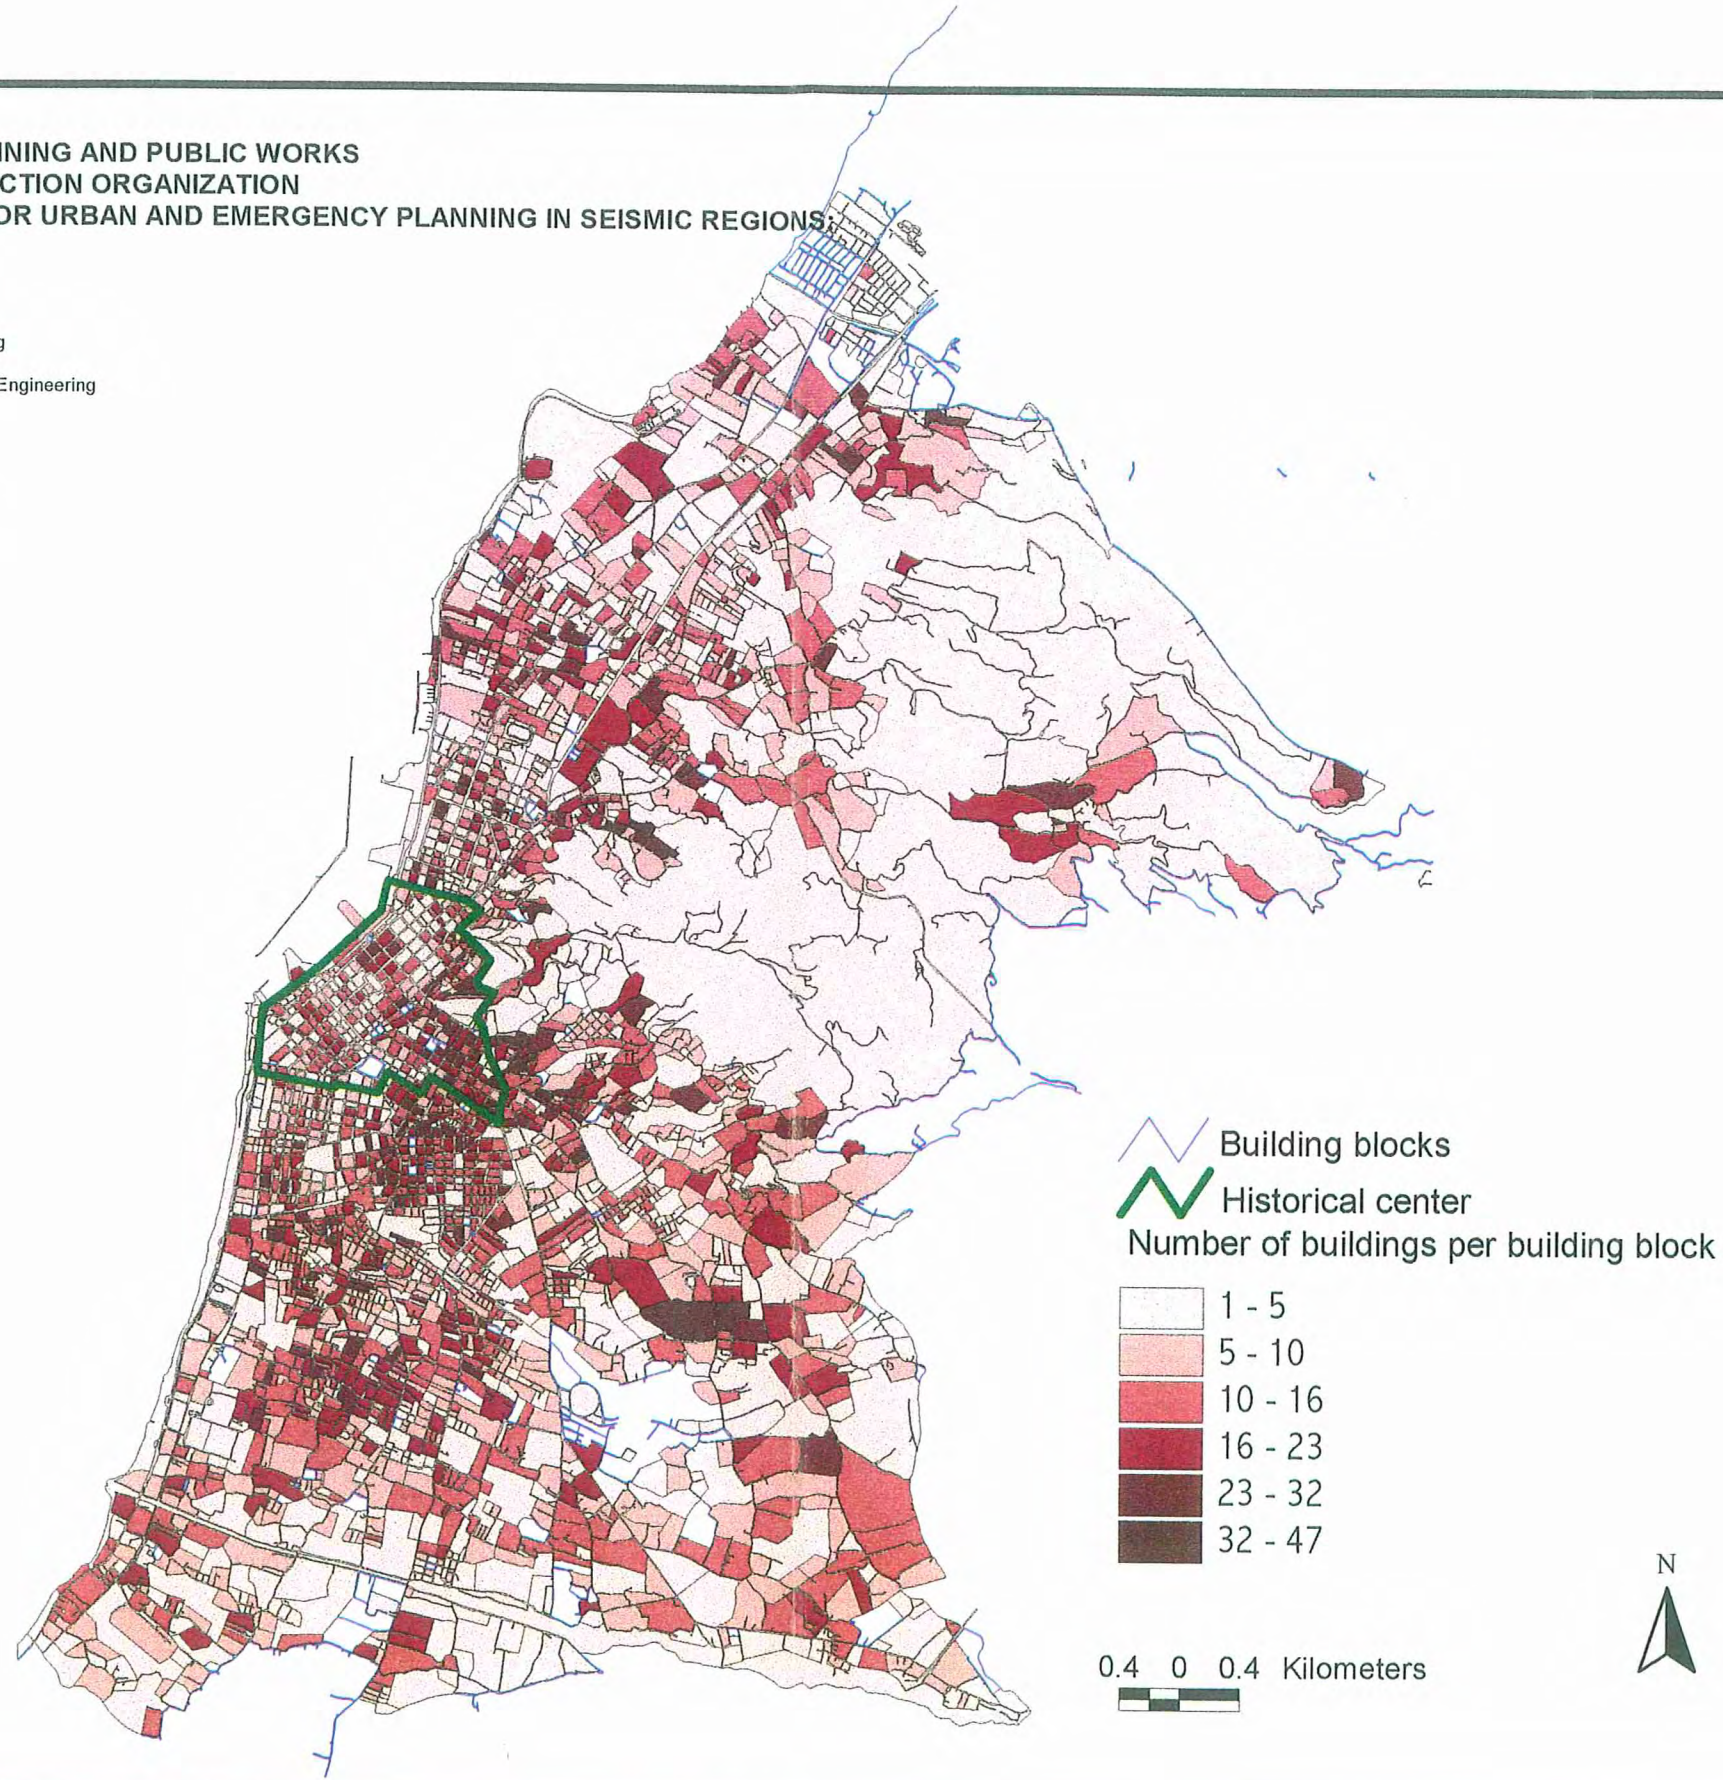 NNING AND PUBLIC WORKS
CTION ORGANIZATION
OR URBAN AND EMERGENCY PLANNING IN SEISMIC REGIONS;
g
Engineering
Building blocks
Historical center
Number of buildings per building block
1 - 5
5 - 10
10 - 16
16 - 23
23 - 32
32 - 47
N
0.4 0 0.4 Kilometers